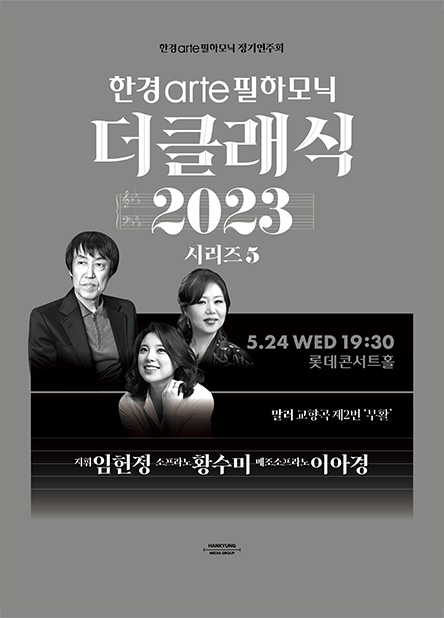 한경arte필하모닉 정기연주회
한경arte필하모닉
더클래식
2023
시리즈 5
5.24 WED 19:30
롯데콘서트홀
말러 교향곡 제2번 '부활'
지휘 임헌정 소프라노 황수미 메조소프라노 이아경
HANKYUNG
MEDIA GROUP